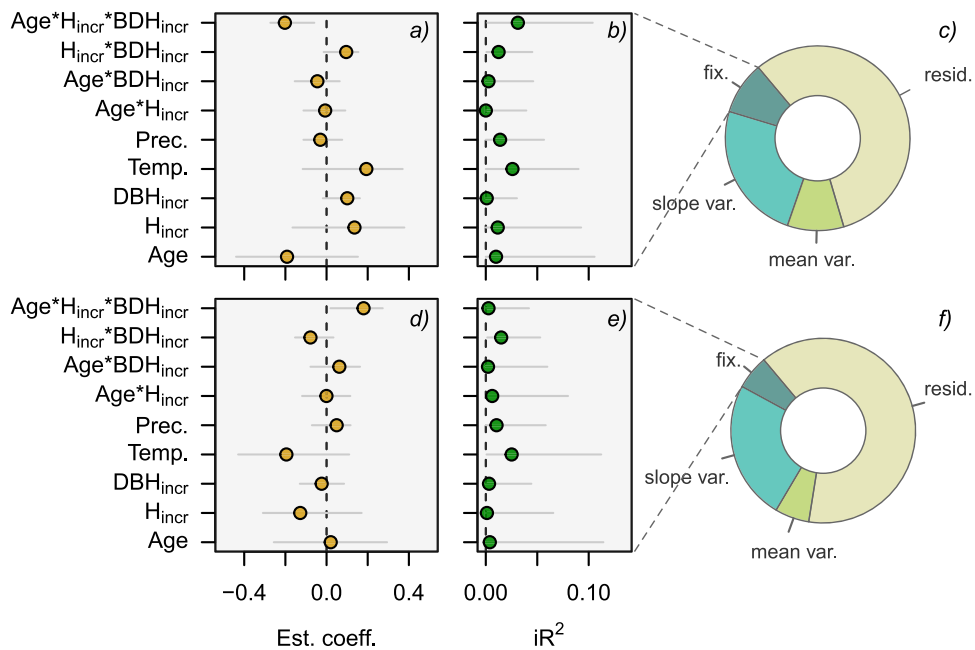 Age*Hincr*BDHincr
Hincr*BDHincr
Age*BDHincr
Age*Hincr
Prec.
Temp.
DBHincr
Hincr
Age
a)
b)
c)
fix.
resid.
slope var.
mean var.
Age*Hincr*BDHincr
Hincr*BDHincr
Age*BDHincr
Age*Hincr
Prec.
Temp.
DBHincr
Hincr
Age
d)
e)
f)
fix.
resid.
slope var.
mean var.
−0.4 0.0 0.4
0.00 0.10
Est. coeff.
iR²